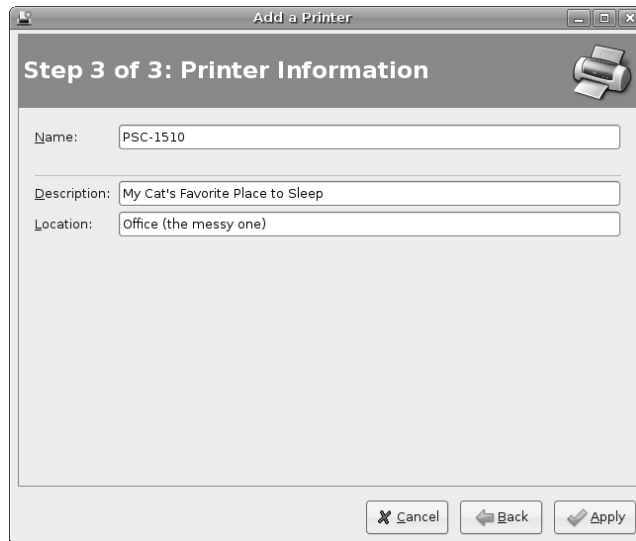 Add a Printer
Step 3 of 3: Printer Information
Name: PSC-1510
Description: My Cat's Favorite Place to Sleep
Location: Office (the messy one)
Cancel Back Apply